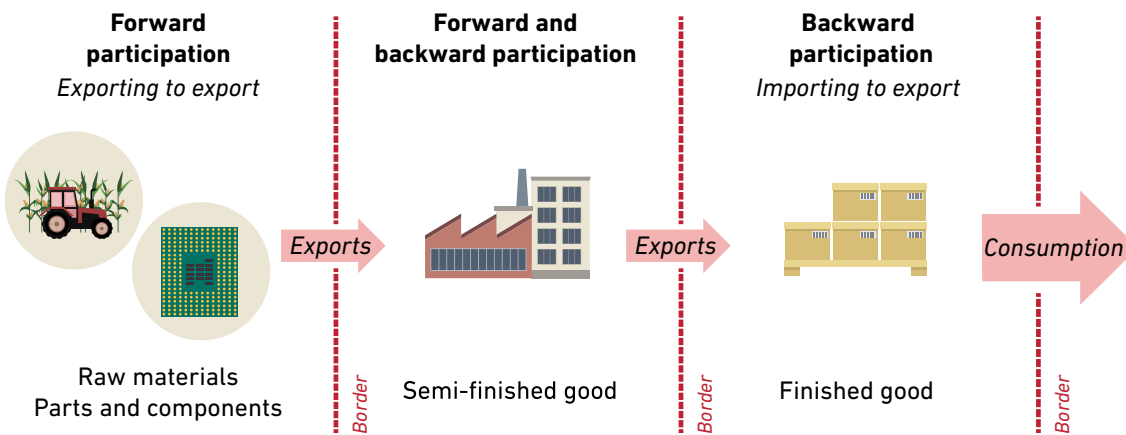 Forward
participation
Exporting to export
Forward and
backward participation
Backward
participation
Importing to export
Exports
Exports
Consumption
Raw materials
Parts and components
Border
Semi-finished good
Border
Finished good
Border